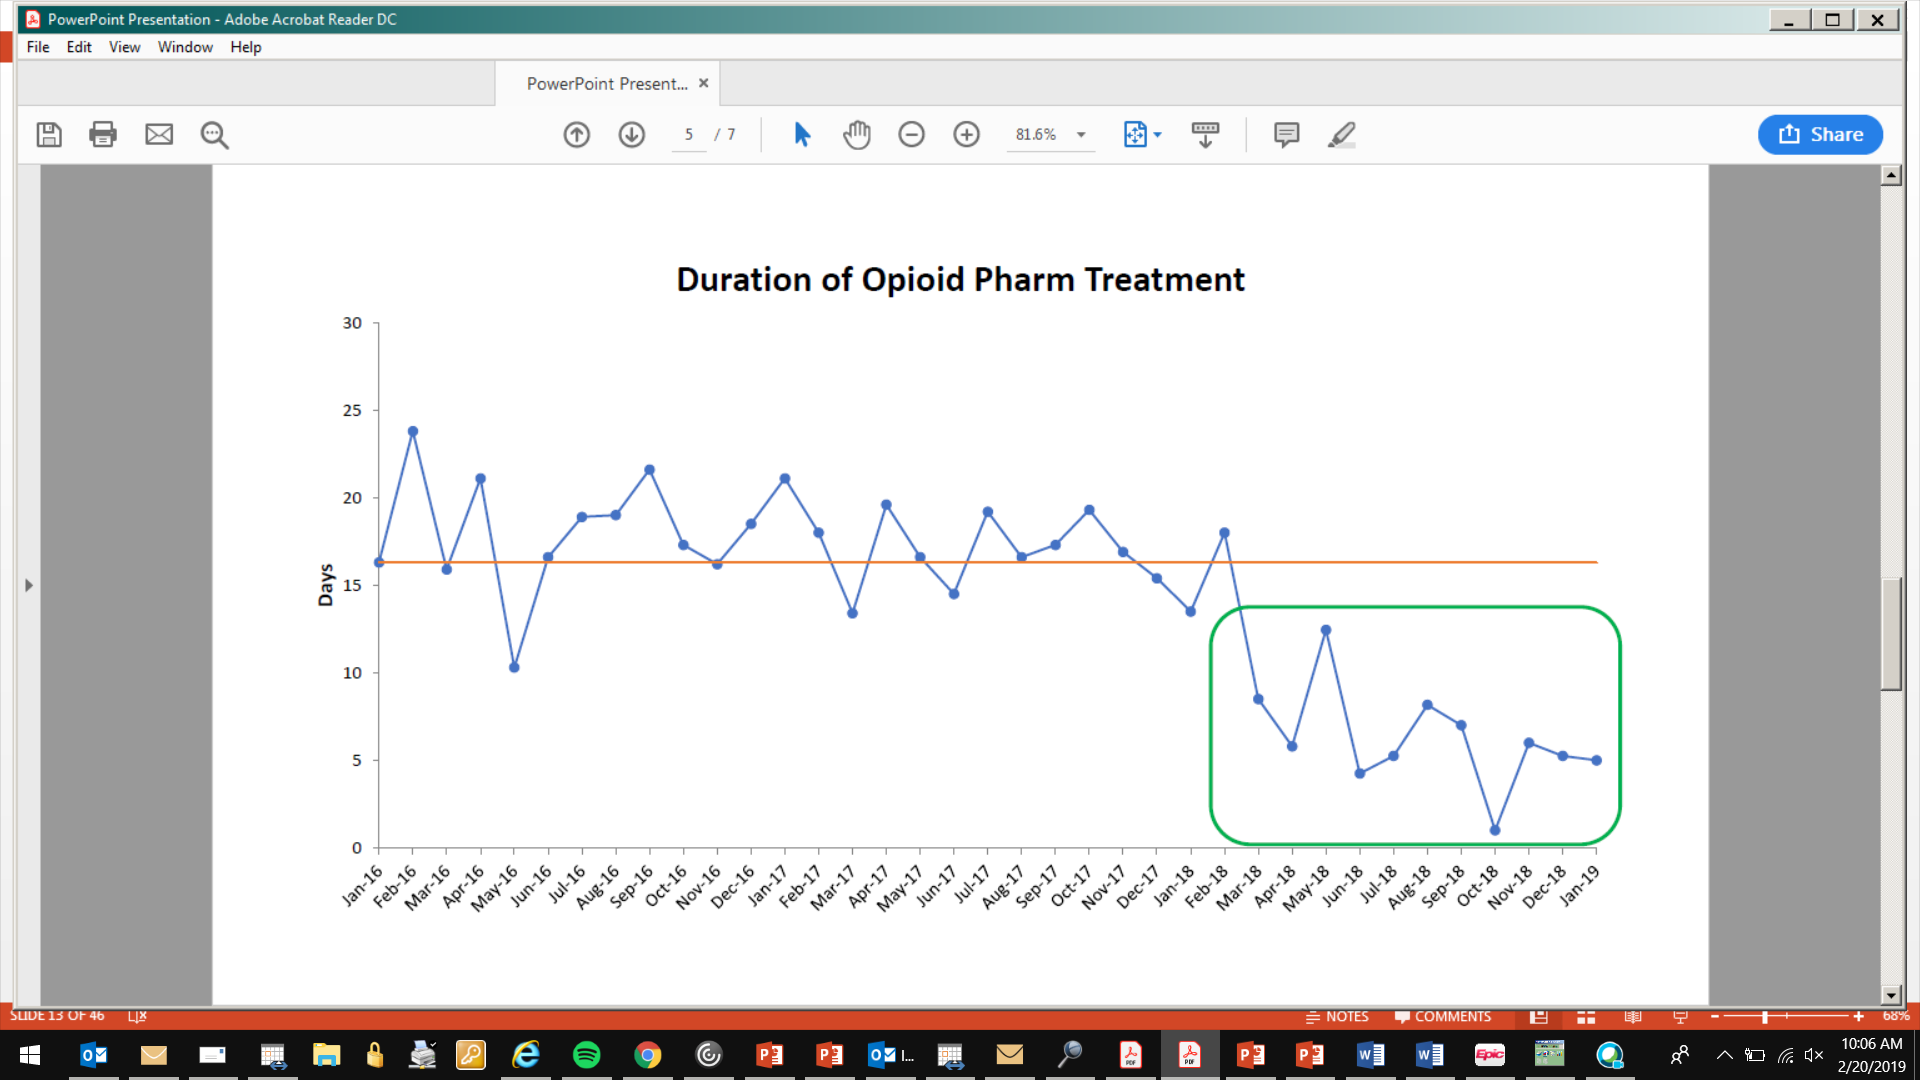 PowerPoint Presentation - Adobe Acrobat Reader DC
File Edit View Window Help
PowerPoint Present... ×
5 / 7 81.6% Share
Duration of Opioid Pharm Treatment
Days
30
25
20
15
10
5
0
Jan-16 Feb-16 Mar-16 Apr-16 May-16 Jun-16 Jul-16 Aug-16 Sep-16 Oct-16 Nov-16 Dec-16 Jan-17 Feb-17 Mar-17 Apr-17 May-17 Jun-17 Jul-17 Aug-17 Sep-17 Oct-17 Nov-17 Dec-17 Jan-18 Feb-18 Mar-18 Apr-18 May-18 Jun-18 Jul-18 Aug-18 Sep-18 Oct-18 Nov-18 Dec-18 Jan-19
SLIDE 13 OF 46 NOTES COMMENTS 68%
I... Epic
10:06 AM
2/20/2019